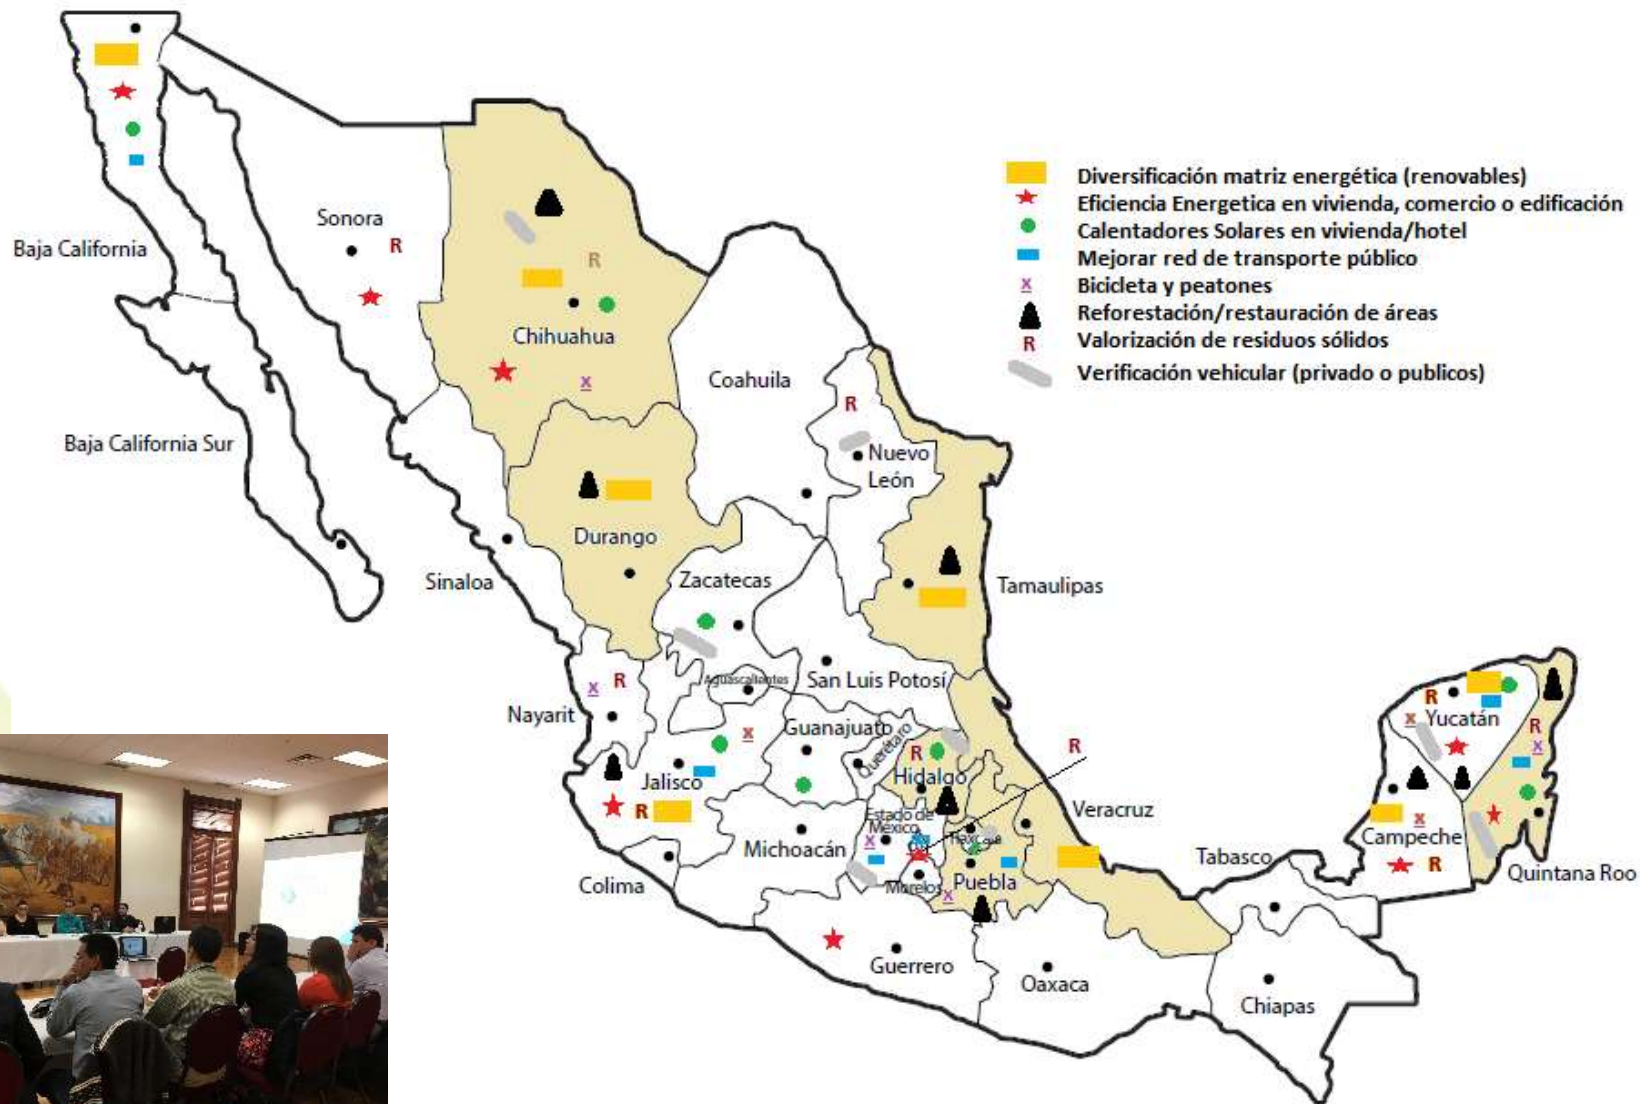 Diversificación matriz energética (renovables)
Eficiencia Energetica en vivienda, comercio o edificación
Calentadores Solares en vivienda/hotel
Mejorar red de transporte público
x Bicicleta y peatones
Reforestación/restauración de áreas
R Valorización de residuos sólidos
Verificación vehicular (privado o publicos)
Baja California
Sonora
R
R
Chihuahua
x
Coahuila
R
Nuevo
León
Baja California Sur
Durango
Sinaloa
Zacatecas
Tamaulipas
Aguascalientes
San Luis Potosí
x R
Nayarit
Guanajuato
x
Querétaro
R
Hidalgo
R
Jalisco
R
Estado de
México
x
Veracruz
Michoacán
Colima
Morelos
Puebla
x
R
x
Yucatán
R
x
x
Campeche
R
Tabasco
Quintana Roo
Guerrero
Oaxaca
Chiapas